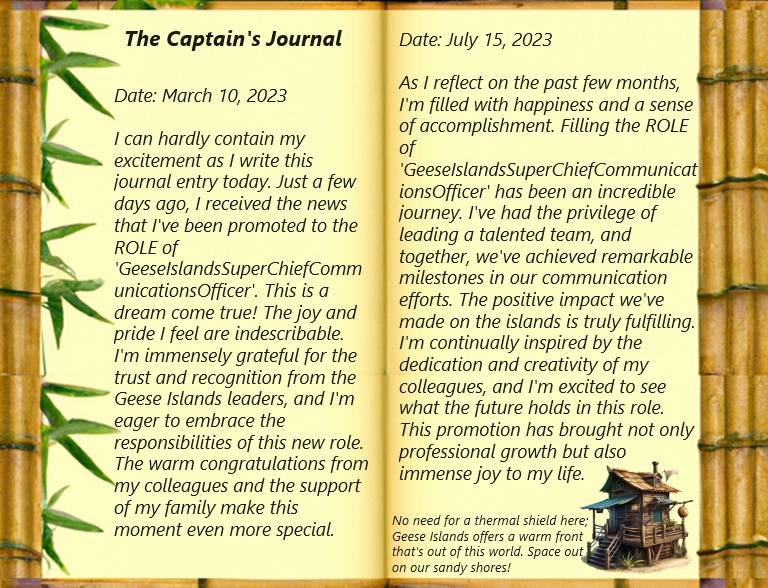 The Captain's Journal
Date: March 10, 2023
I can hardly contain my
excitement as I write this
journal entry today. Just a few
days ago, I received the news
that I've been promoted to the
ROLE of
'GeeseIslandsSuperChiefComm
unicationsOfficer'. This is a
dream come true! The joy and
pride I feel are indescribable.
I'm immensely grateful for the
trust and recognition from the
Geese Islands leaders, and I'm
eager to embrace the
responsibilities of this new role.
The warm congratulations from
my colleagues and the support
of my family make this
moment even more special.
Date: July 15, 2023
As I reflect on the past few months,
I'm filled with happiness and a sense
of accomplishment. Filling the ROLE
of
'GeeseIslandsSuperChiefCommunicat
ionsOfficer' has been an incredible
journey. I've had the privilege of
leading a talented team, and
together, we've achieved remarkable
milestones in our communication
efforts. The positive impact we've
made on the islands is truly fulfilling.
I'm continually inspired by the
dedication and creativity of my
colleagues, and I'm excited to see
what the future holds in this role.
This promotion has brought not only
professional growth but also
immense joy to my life.
No need for a thermal shield here;
Geese Islands offers a warm front
that's out of this world. Space out
on our sandy shores!